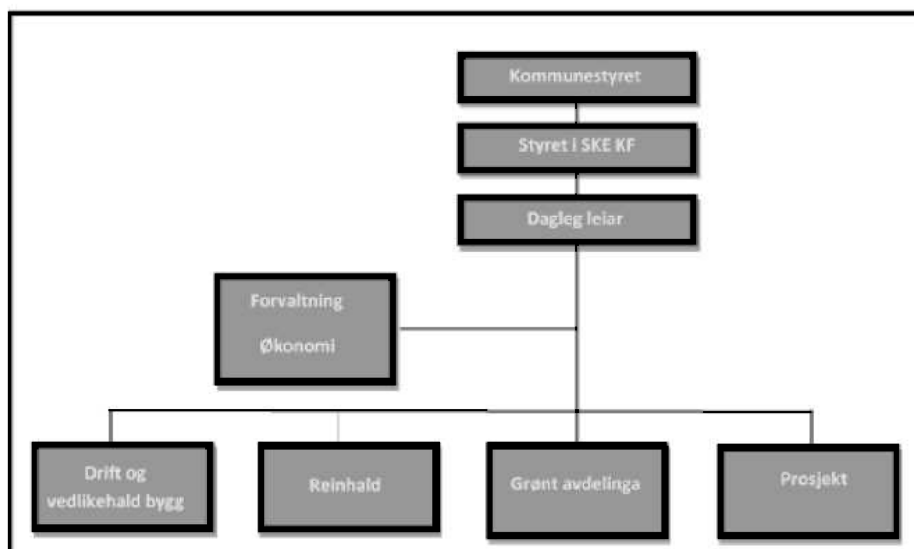 Kommunestyret
Styret i SKE KF
Dagleg leiar
Forvaltning
Økonomi
Drift og
vedlikehald bygg
Reinhald
Grønt avdelinga
Prosjekt